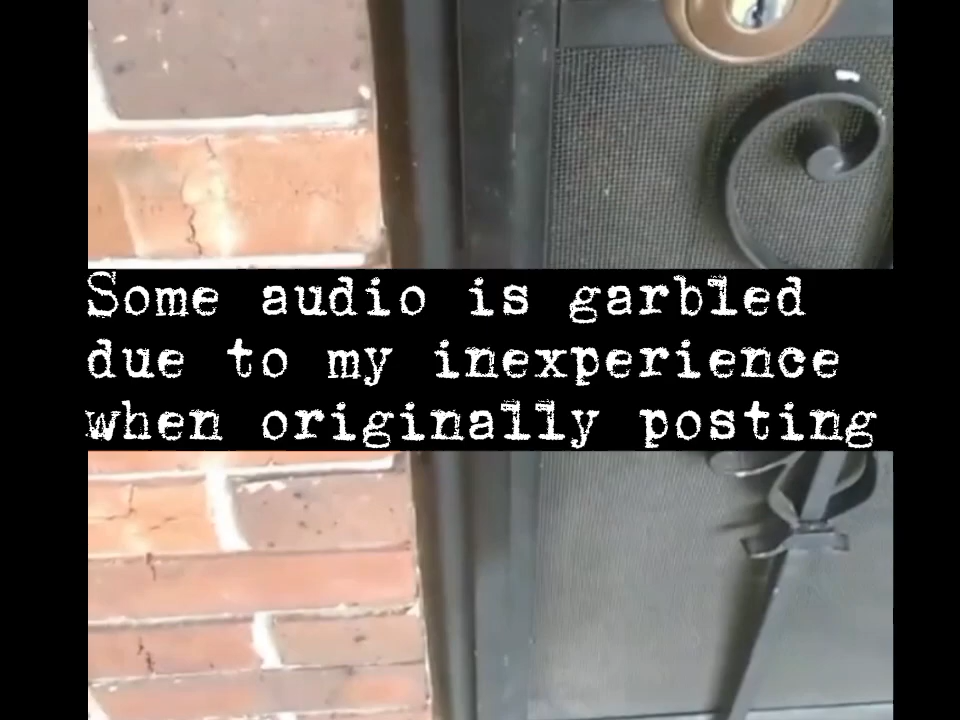 Some audio is garbled
due to my inexperience
when originally posting